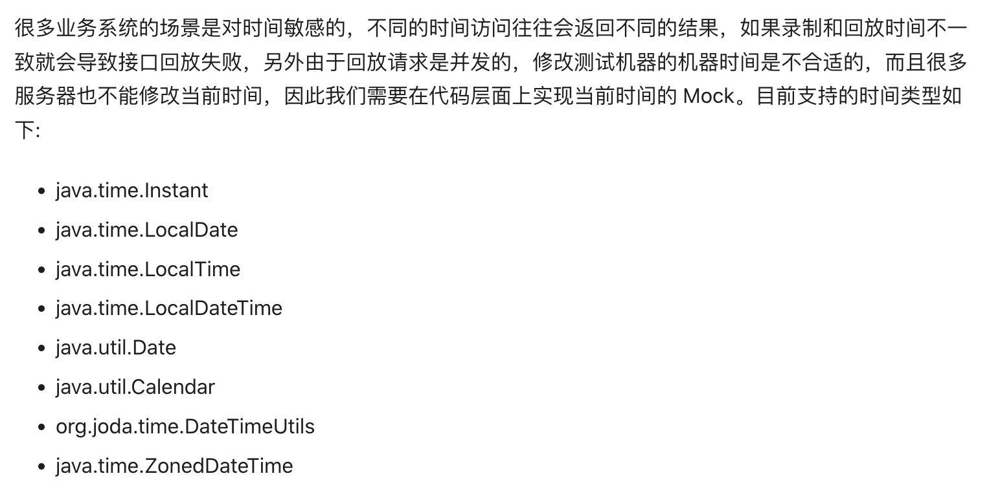 很多业务系统的场景是对时间敏感的，不同的时间访问往往会返回不同的结果，如果录制和回放时间不一
致就会导致接口回放失败，另外由于回放请求是并发的，修改测试机器的机器时间是不合适的，而且很多
服务器也不能修改当前时间，因此我们需要在代码层面上实现当前时间的 Mock。目前支持的时间类型如
下:
• java.time.Instant
• java.time.LocalDate
• java.time.LocalTime
• java.time.LocalDateTime
• java.util.Date
• java.util.Calendar
• org.joda.time.DateTimeUtils
• java.time.ZonedDateTime